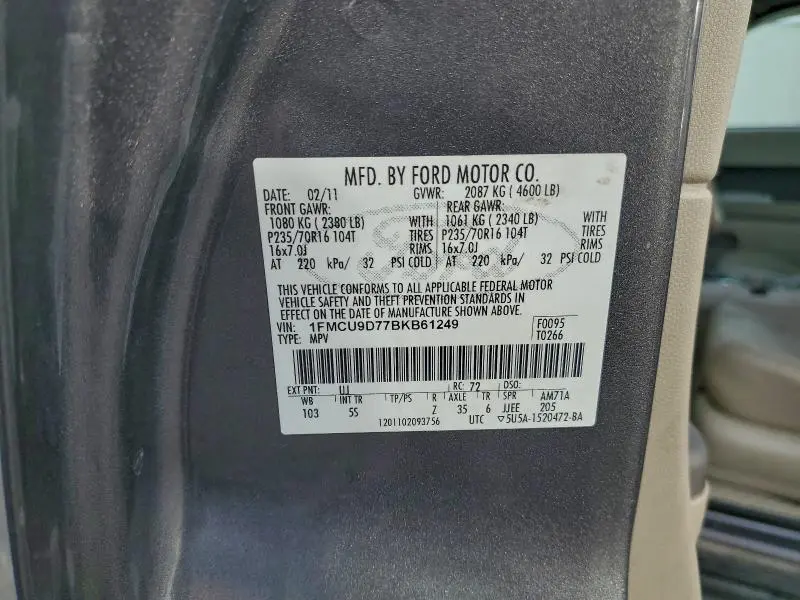 MFD. BY FORD MOTOR CO.
DATE: 02/11 GVWR: 2087 KG ( 4600 LB)
FRONT GAWR: REAR GAWR:
1080 KG ( 2380 LB) WITH 1061 KG ( 2340 LB) WITH
P235/70R16 104T TIRES P235/70R16 104T TIRES
16x7.0J RIMS 16x7.0J RIMS
AT 220 kPa/ 32 PSI COLD AT 220 kPa/ 32 PSI COLD
Ford
THIS VEHICLE CONFORMS TO ALL APPLICABLE FEDERAL MOTOR
VEHICLE SAFETY AND THEFT PREVENTION STANDARDS IN
EFFECT ON THE DATE OF MANUFACTURE SHOWN ABOVE.
VIN: 1FMCU9D77BKB61249 F0095
TYPE: MPV T0266
EXT PNT: UJ RC: 72 DSO:
WB INT TR TP/PS R AXLE TR SPR AM71A
103 5S Z 35 6 JJEE 205
1201102093756 UTC ▽5U5A-1520472-BA